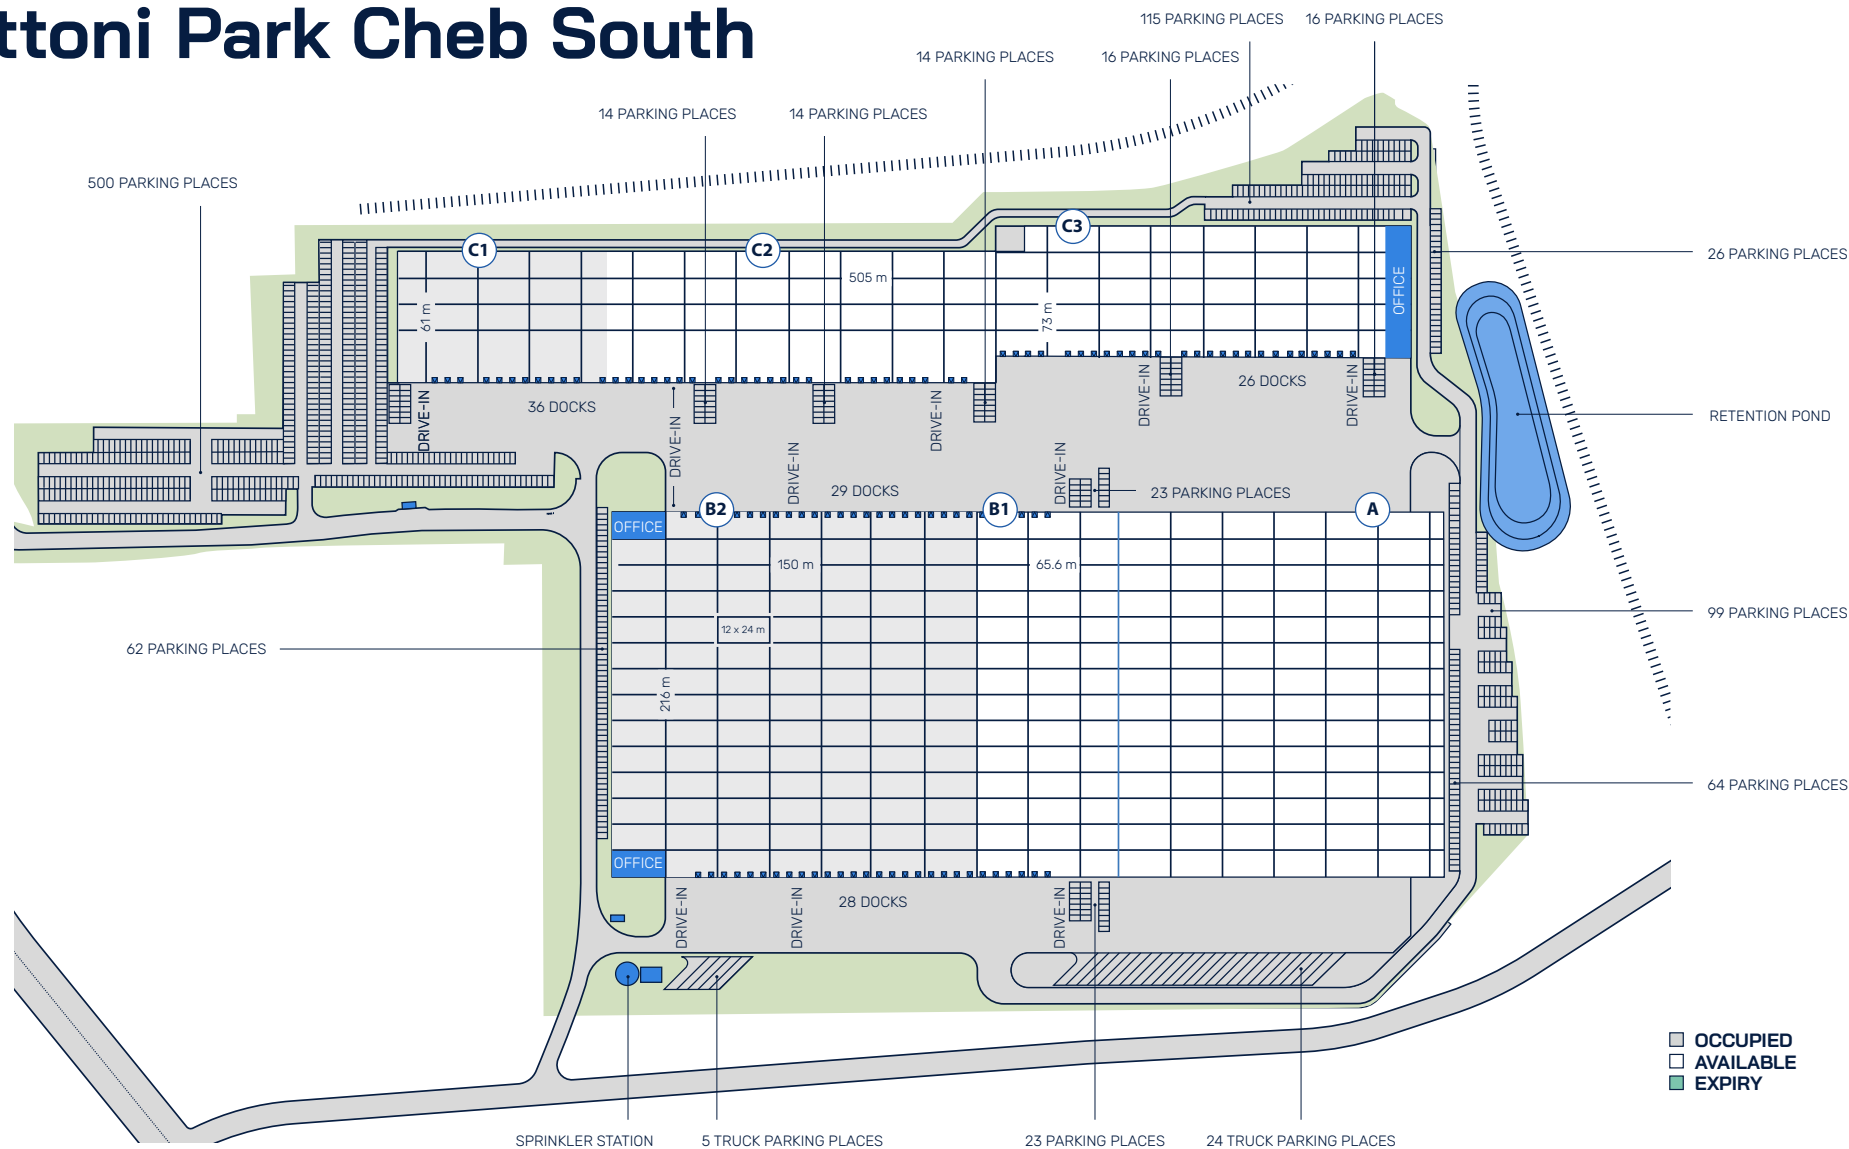 ttoni Park Cheb South
115 PARKING PLACES
16 PARKING PLACES
14 PARKING PLACES
16 PARKING PLACES
14 PARKING PLACES
14 PARKING PLACES
500 PARKING PLACES
C1
C2
C3
505 m
61 m
73 m
OFFICE
26 PARKING PLACES
36 DOCKS
26 DOCKS
DRIVE-IN
DRIVE-IN
DRIVE-IN
DRIVE-IN
DRIVE-IN
DRIVE-IN
DRIVE-IN
RETENTION POND
29 DOCKS
23 PARKING PLACES
B2
B1
A
OFFICE
150 m
65.6 m
12 x 24 m
99 PARKING PLACES
62 PARKING PLACES
216 m
64 PARKING PLACES
OFFICE
DRIVE-IN
DRIVE-IN
28 DOCKS
DRIVE-IN
OCCUPIED
AVAILABLE
EXPIRY
SPRINKLER STATION
5 TRUCK PARKING PLACES
23 PARKING PLACES
24 TRUCK PARKING PLACES